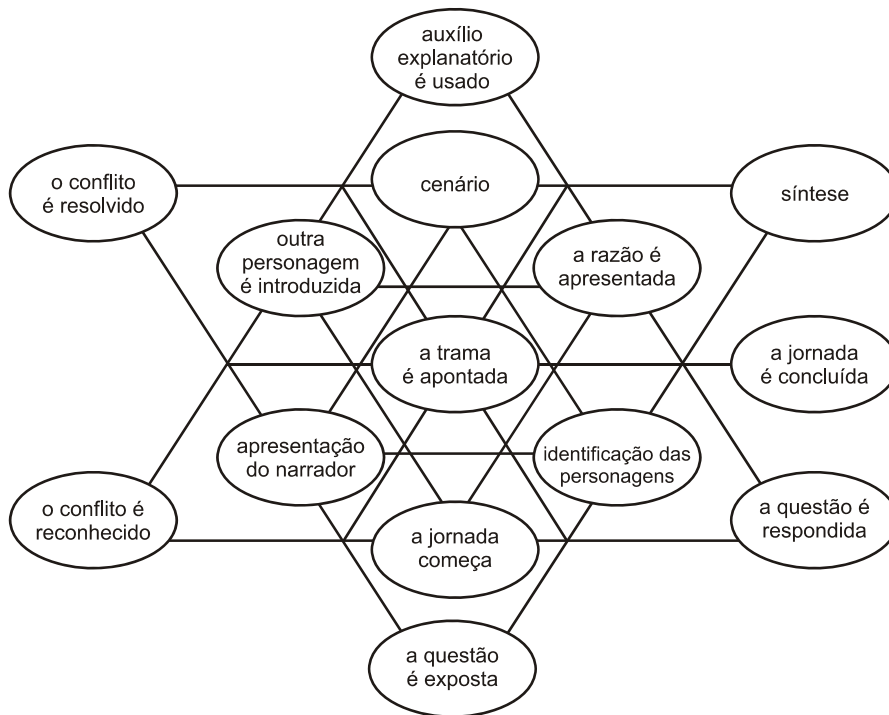 auxílio
explanatório
é usado
o conflito
é resolvido
cenário
síntese
outra
personagem
é introduzida
a razão é
apresentada
a trama
é apontada
a jornada
é concluída
apresentação
do narrador
identificação das
personagens
o conflito é
reconhecido
a jornada
começa
a questão é
respondida
a questão
é exposta